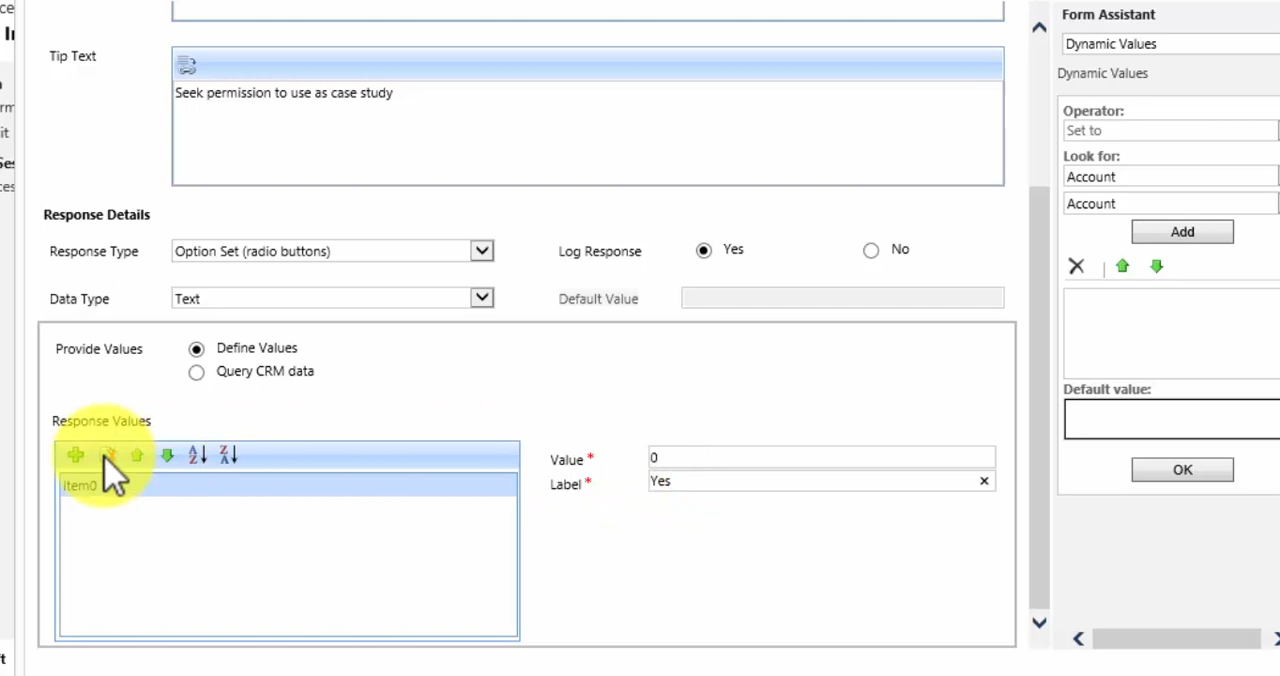 Form Assistant
Dynamic Values
Dynamic Values
Tip Text
Seek permission to use as case study
Operator:
Set to
Look for:
Account
Account
Add
Response Details
Response Type
Option Set (radio buttons)
Log Response
Yes
No
Data Type
Text
Default Value
Provide Values
Define Values
Query CRM data
Default value:
Response Values
Value *
0
Label *
Yes
Item0
OK